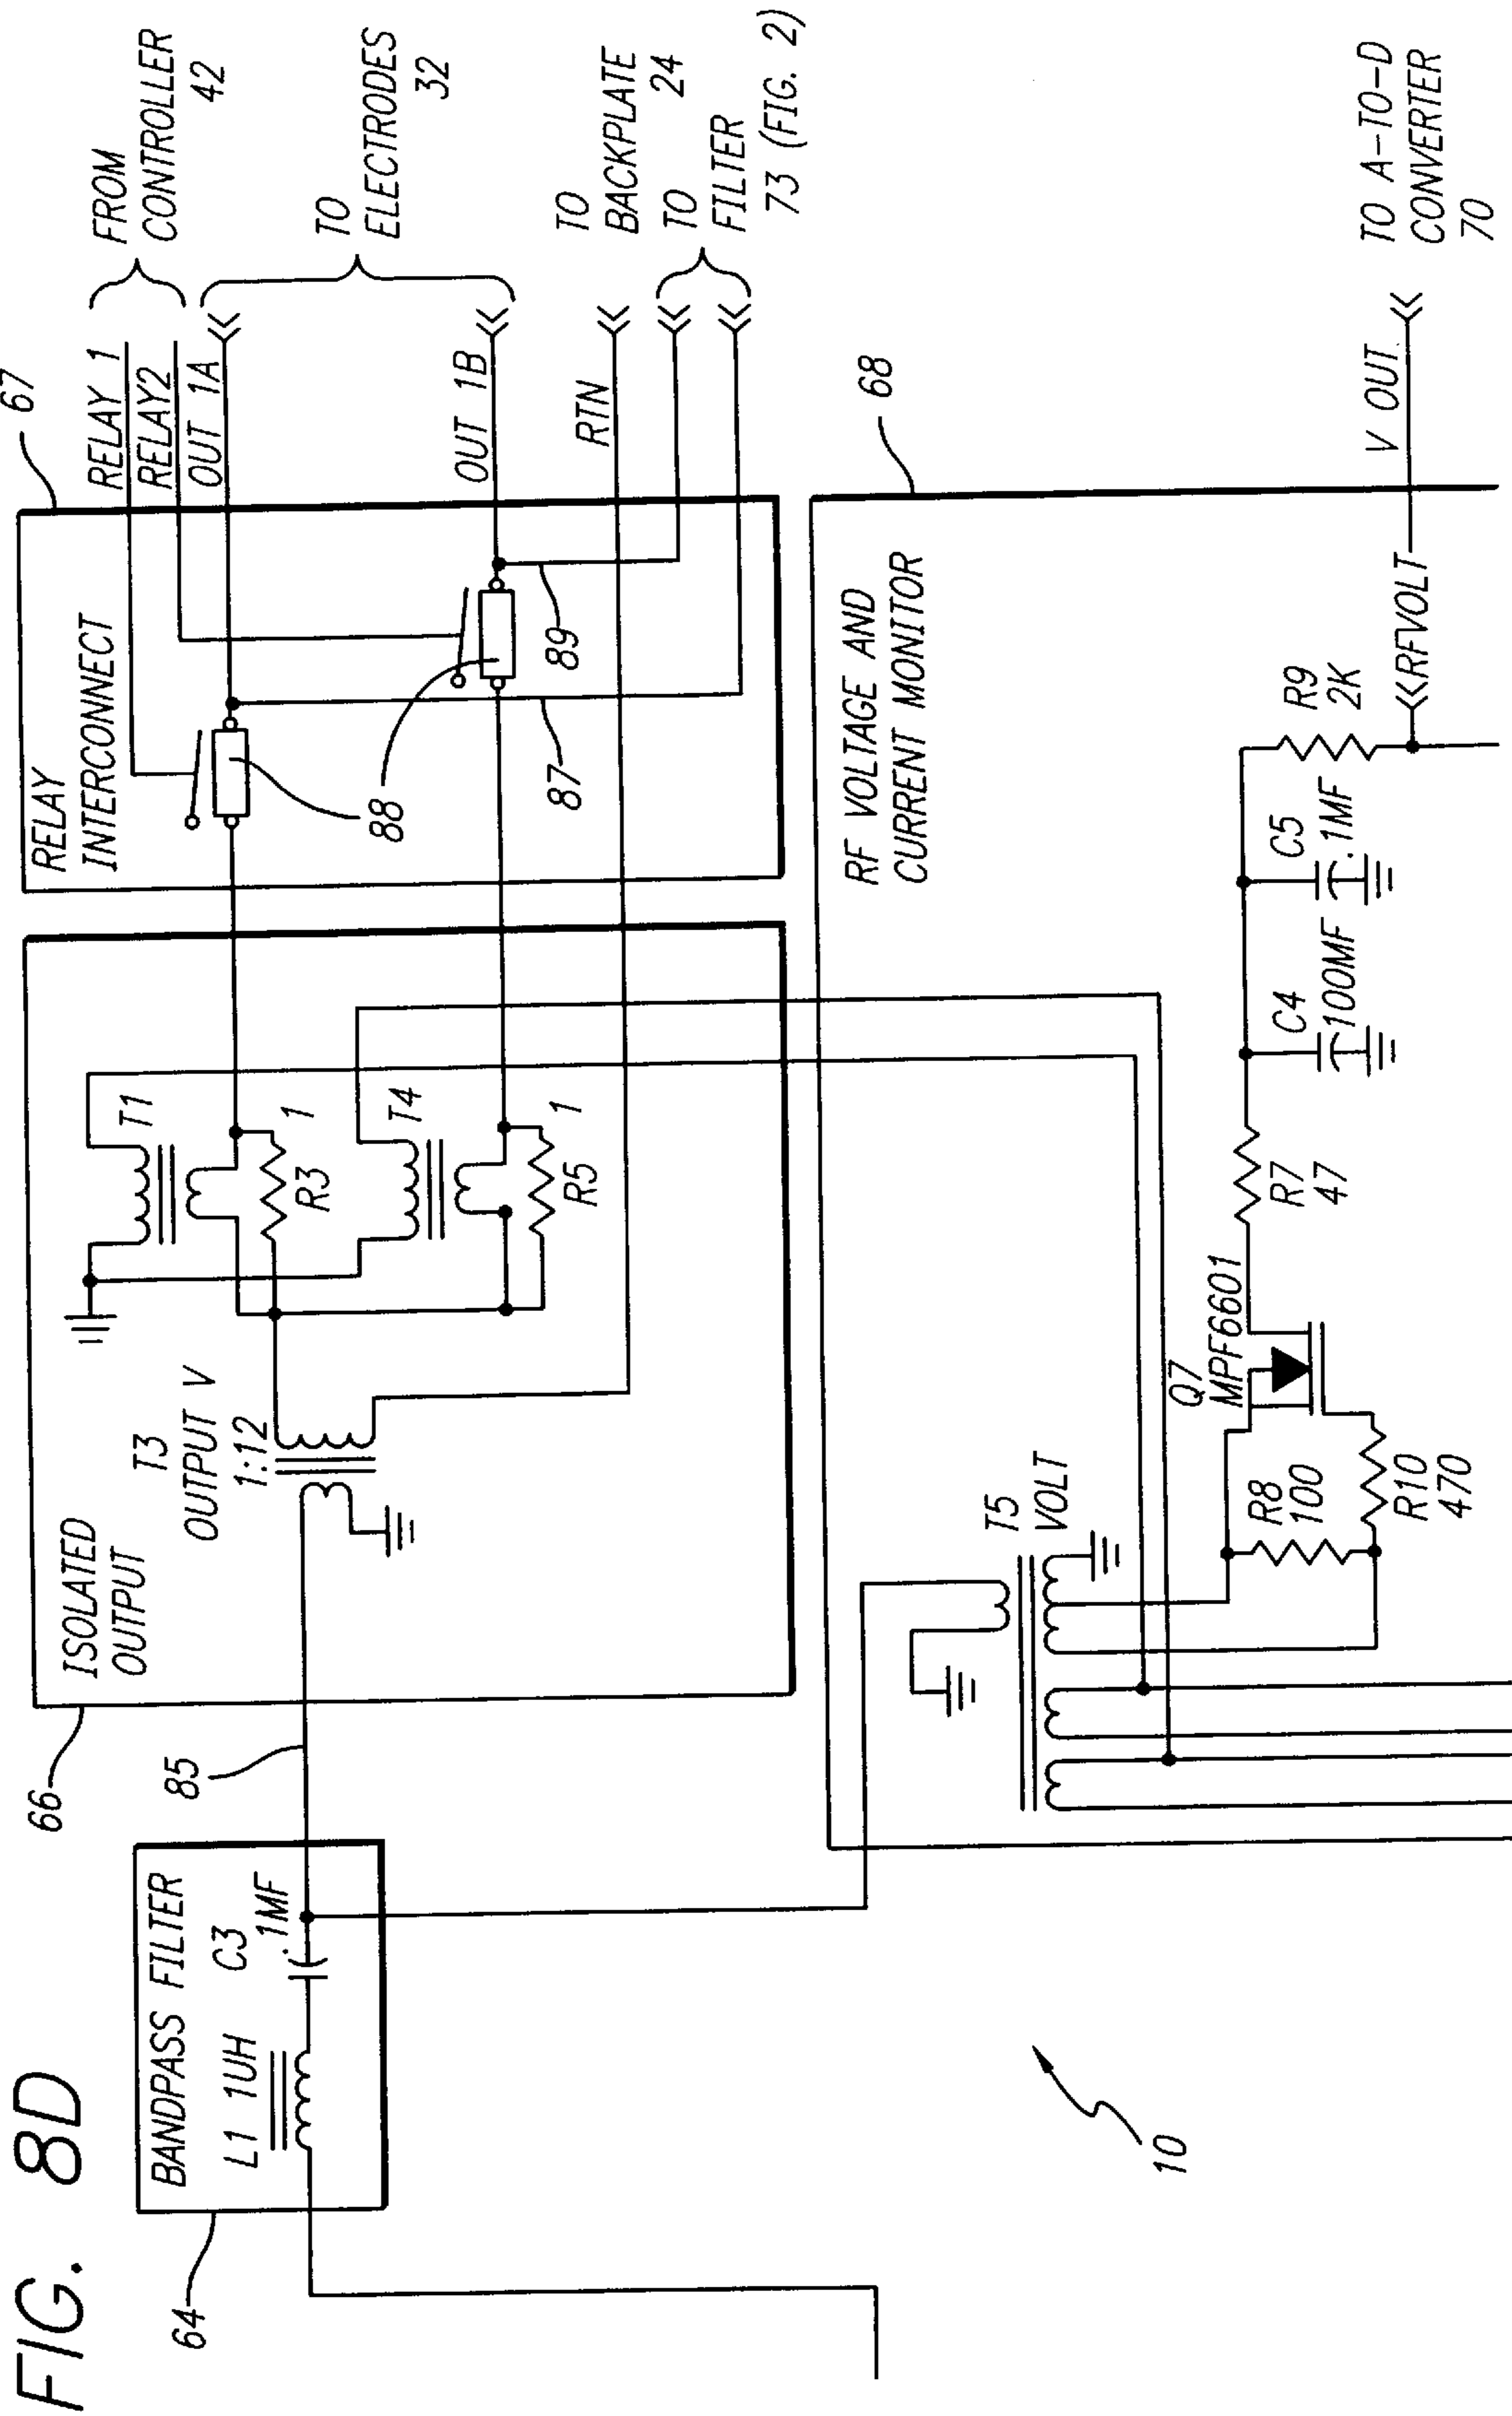 FIG. 8D
64
BANDPASS FILTER
L1 1UH
C3
.1MF
85
66
ISOLATED
OUTPUT
T3
OUTPUT V
1:12
T1
R3
1
T4
R5
1
67
RELAY
INTERCONNECT
88
87
89
RELAY 1
RELAY2
OUT 1A
OUT 1B
RTN
FROM
CONTROLLER
42
TO
ELECTRODES
32
TO
BACKPLATE
24
TO
FILTER
73 (FIG. 2)
68
RF VOLTAGE AND
CURRENT MONITOR
T5
VOLT
R8
100
R10
470
Q7
MPF6601
R7
47
C4
100MF
C5
.1MF
R9
2K
RFVOLT
V OUT
TO A-TO-D
CONVERTER
70
10